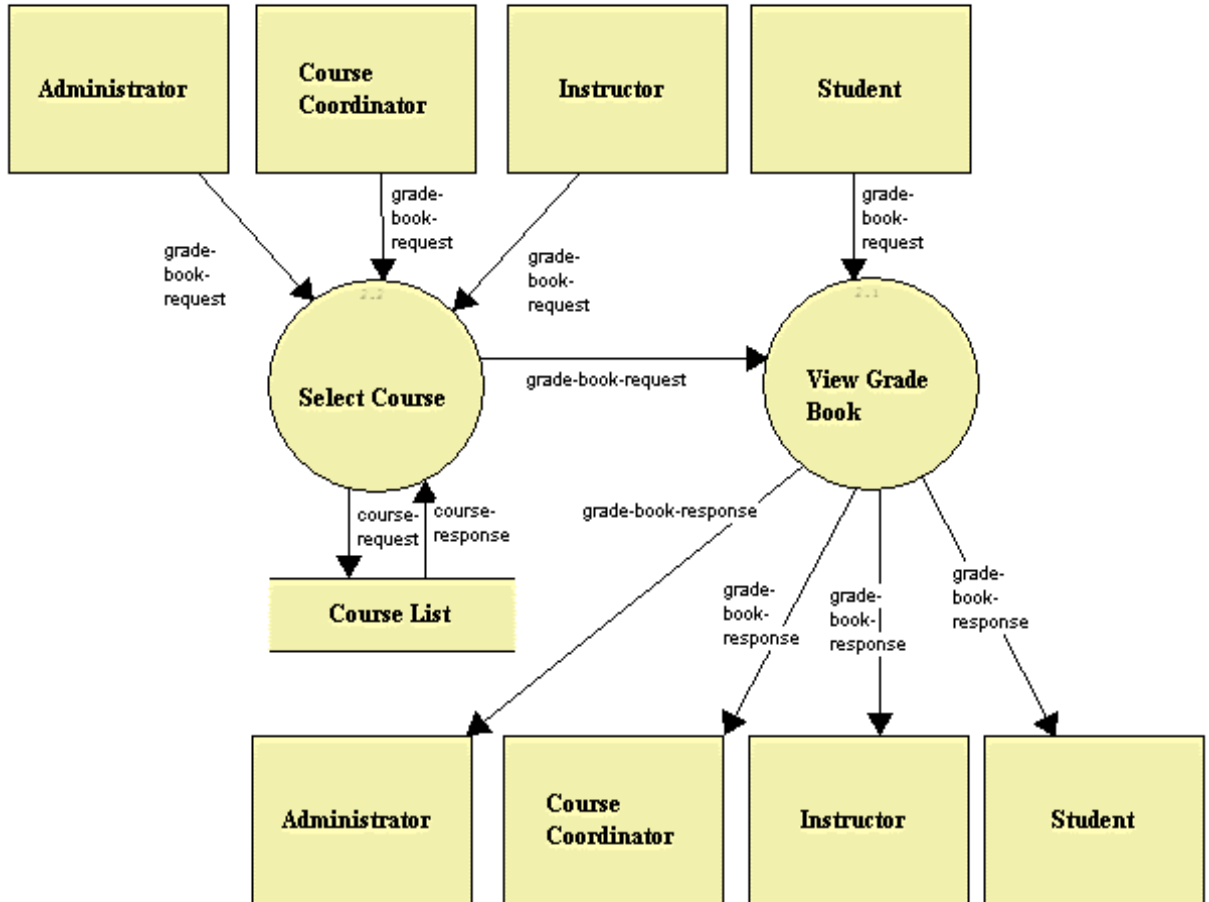 Administrator
Course
Coordinator
Instructor
Student
grade-
book-
request
grade-
book-
request
grade-
book-
request
grade-
book-
request
Select Course
grade-book-request
View Grade
Book
course-
request
course-
response
Course List
grade-book-response
grade-
book-
response
grade-
book-
response
grade-
book-
response
Administrator
Course
Coordinator
Instructor
Student